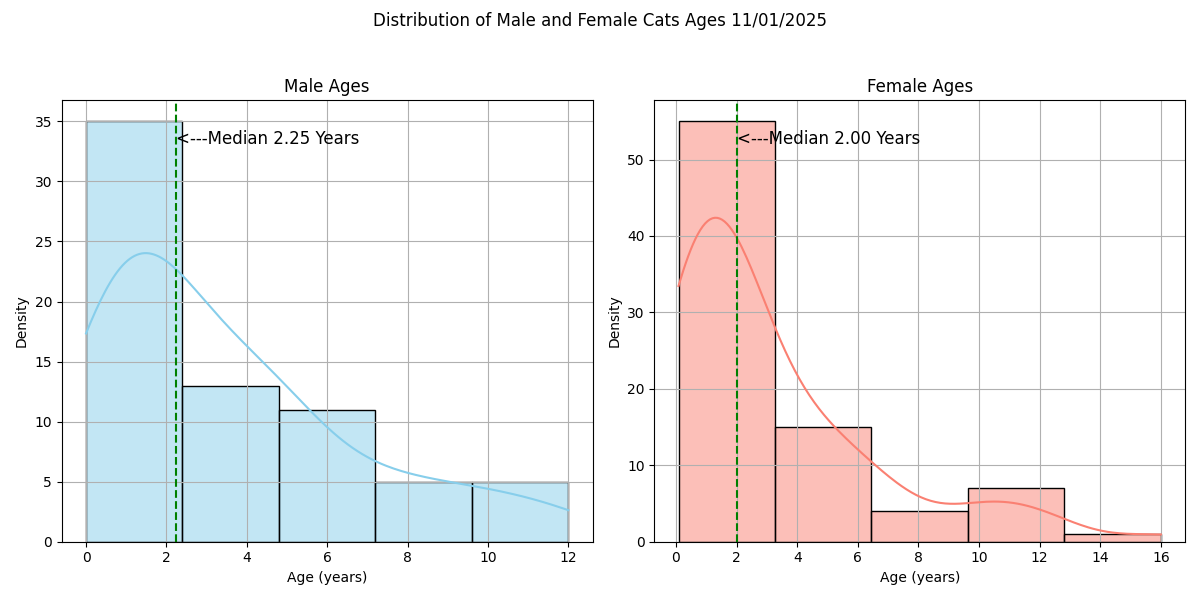 Distribution of Male and Female Cats Ages 11/01/2025
Male Ages
Density
35
30
25
20
15
10
5
0
<---Median 2.25 Years
0 2 4 6 8 10 12
Age (years)
Female Ages
Density
50
40
30
20
10
0
<---Median 2.00 Years
0 2 4 6 8 10 12 14 16
Age (years)